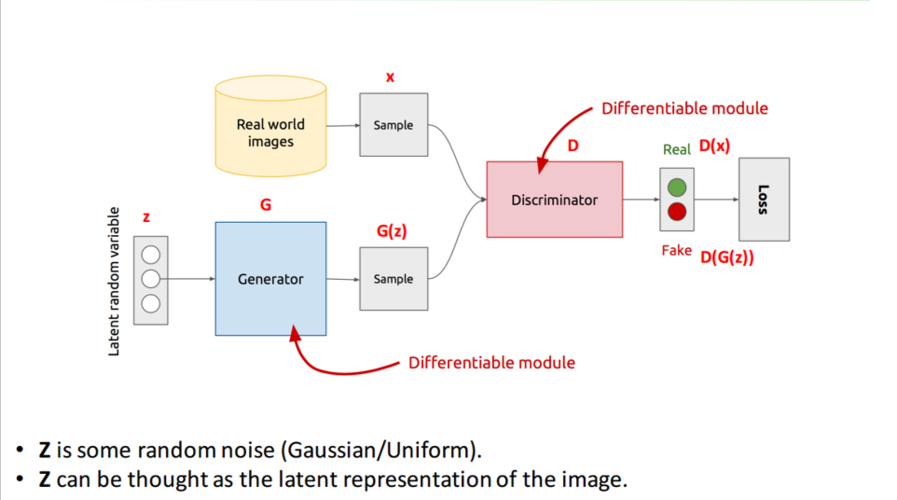 x
Real world
images
Sample
Differentiable module
D
Discriminator
Real D(x)
Fake D(G(z))
Loss
Latent random variable
z
G
Generator
G(z)
Sample
Differentiable module
• Z is some random noise (Gaussian/Uniform).
• Z can be thought as the latent representation of the image.